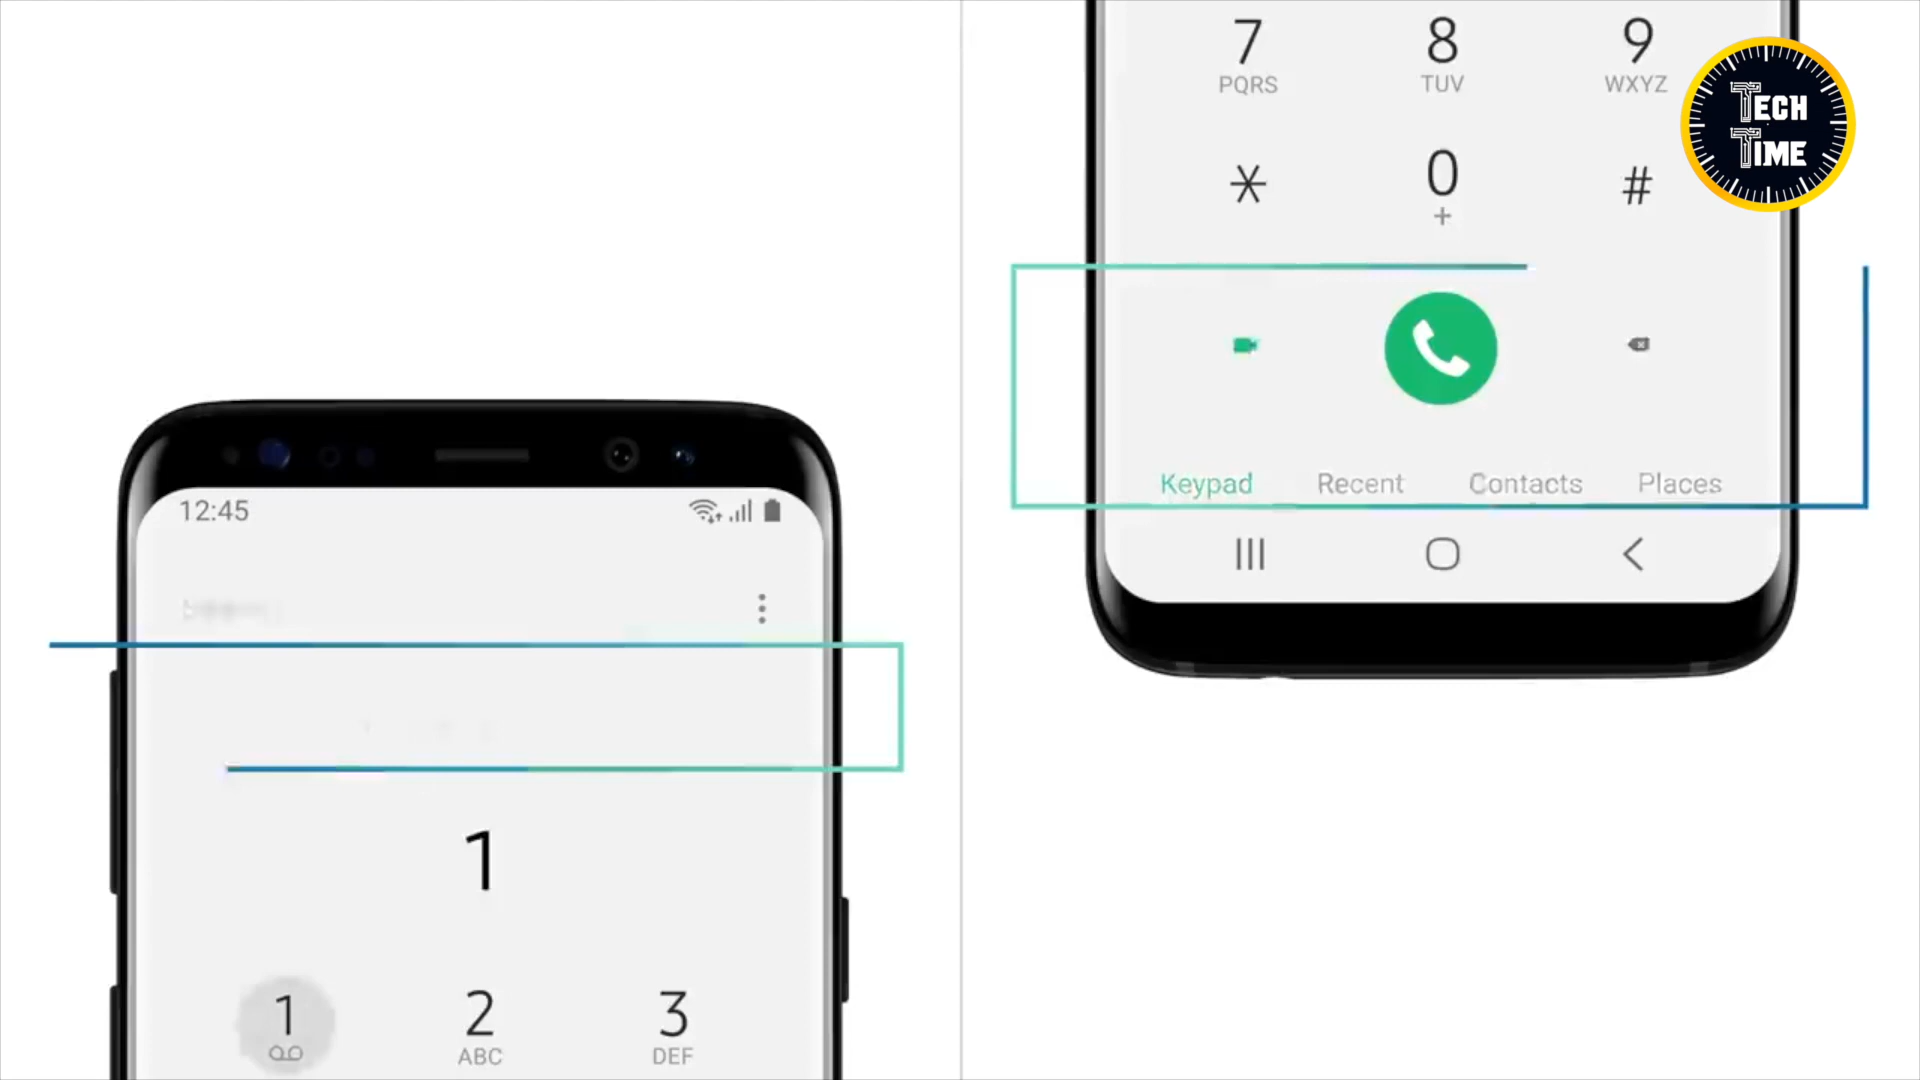 12:45
1
1
2
ABC
3
DEF
7
PQRS
8
TUV
9
WXYZ
*
0
+
#
Keypad
Recent
Contacts
Places
TECH
TIME